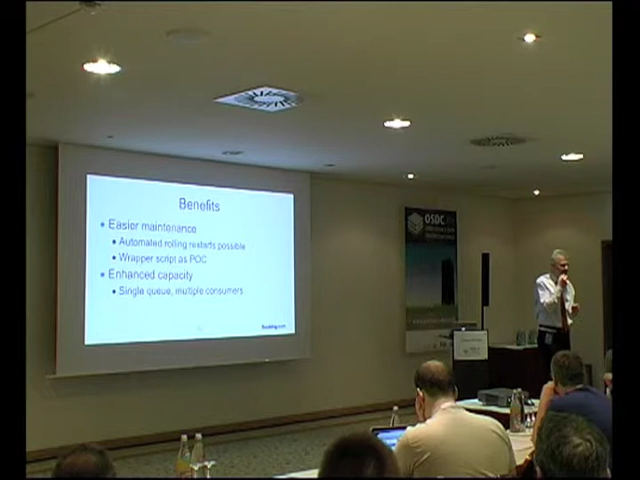 Benefits
• Easier maintenance
• Automated rolling restarts possible
• Wrapper script as POC
• Enhanced capacity
• Single queue, multiple consumers
OSDC